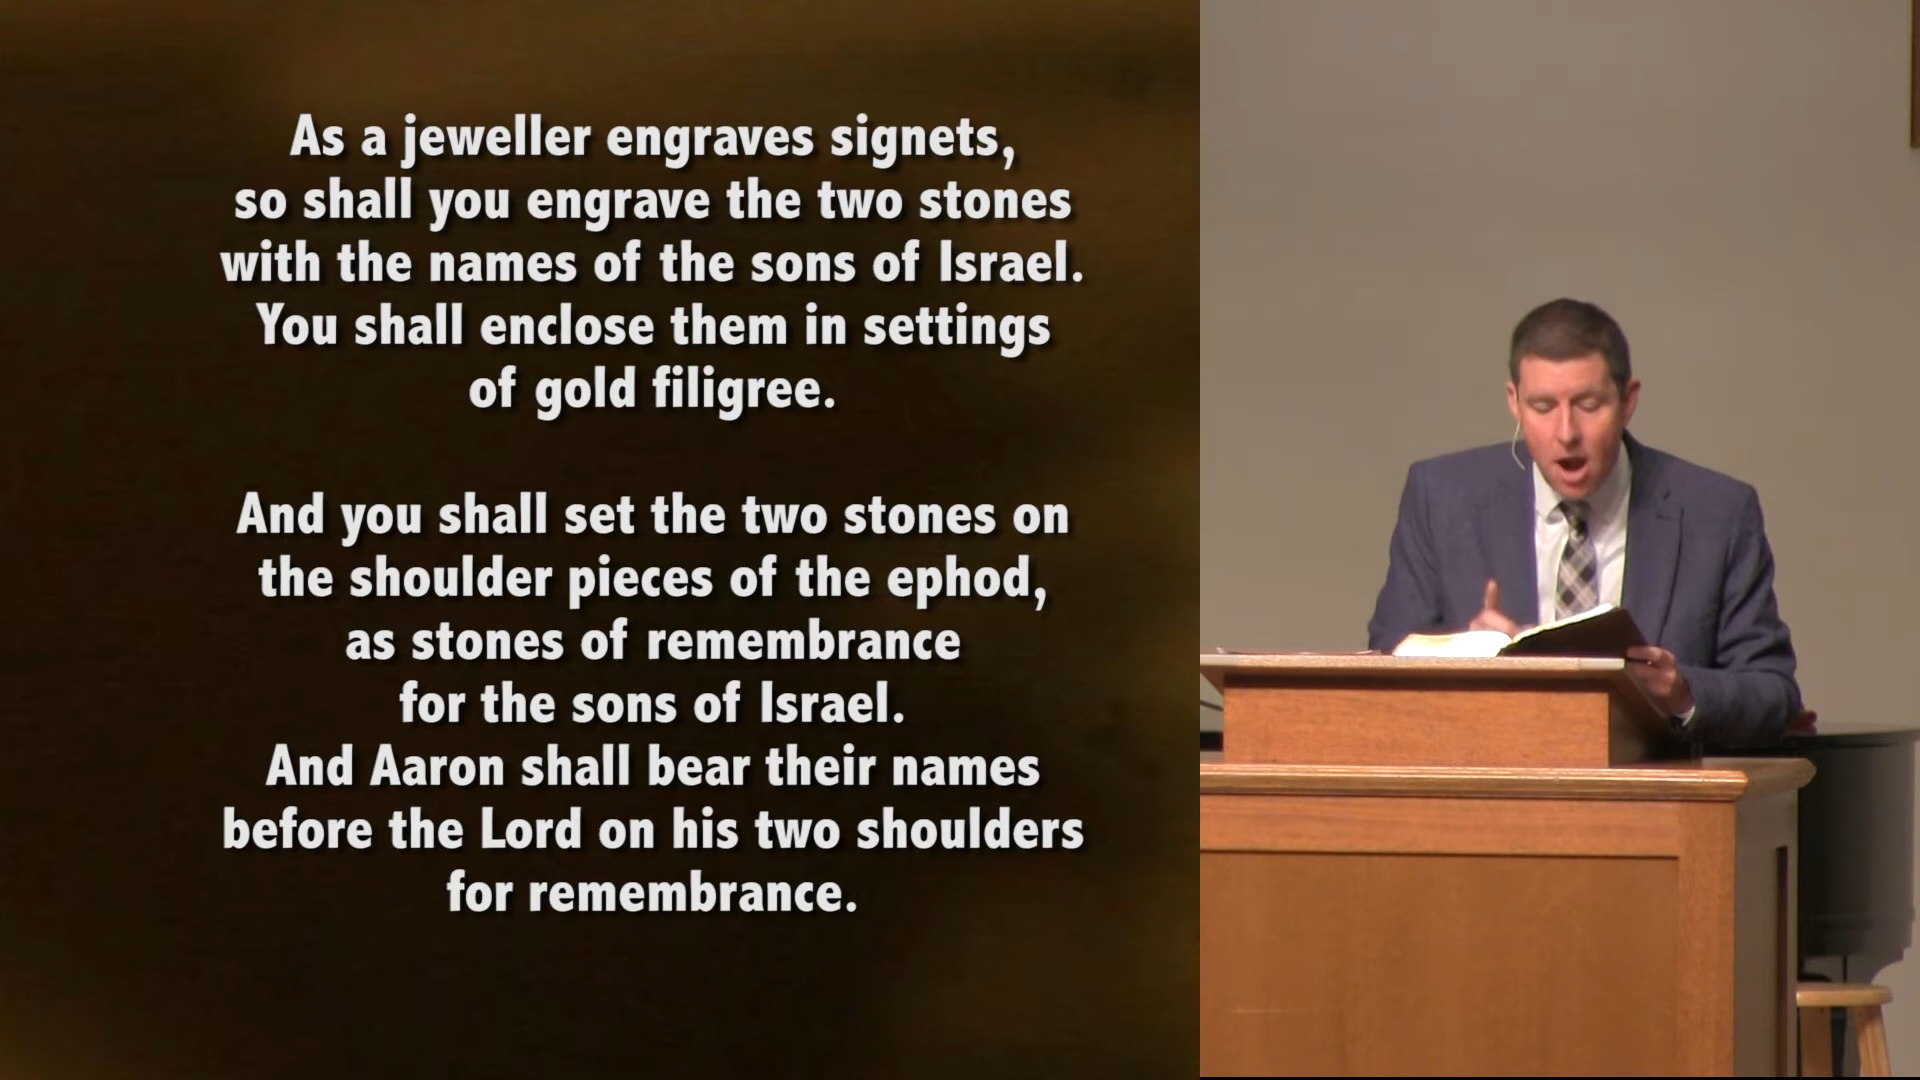 As a jeweller engraves signets,
so shall you engrave the two stones
with the names of the sons of Israel.
You shall enclose them in settings
of gold filigree.
And you shall set the two stones on
the shoulder pieces of the ephod,
as stones of remembrance
for the sons of Israel.
And Aaron shall bear their names
before the Lord on his two shoulders
for remembrance.